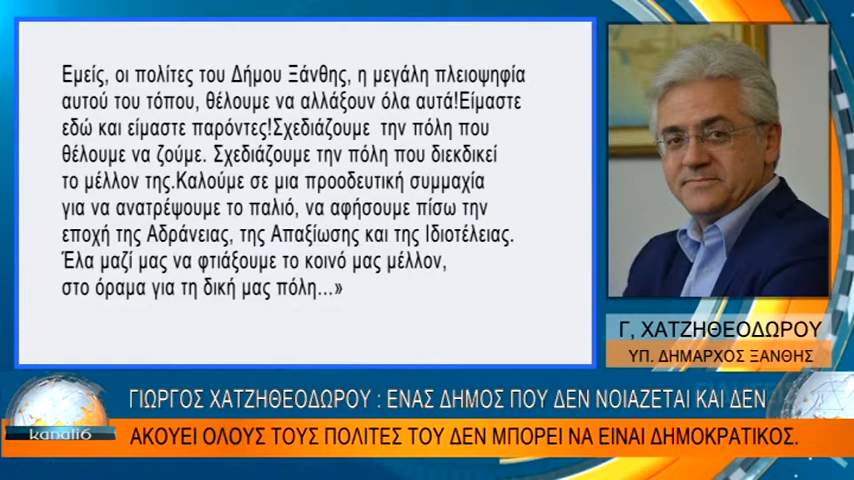 Εμείς, οι πολίτες του Δήμου Ξάνθης, η μεγάλη πλειοψηφία
αυτού του τόπου, θέλουμε να αλλάξουν όλα αυτά!Είμαστε
εδώ και είμαστε παρόντες!Σχεδιάζουμε την πόλη που
θέλουμε να ζούμε. Σχεδιάζουμε την πόλη που διεκδικεί
το μέλλον της.Καλούμε σε μια προοδευτική συμμαχία
για να ανατρέψουμε το παλιό, να αφήσουμε πίσω την
εποχή της Αδράνειας, της Απαξίωσης και της Ιδιοτέλειας.
Έλα μαζί μας να φτιάξουμε το κοινό μας μέλλον,
στο όραμα για τη δική μας πόλη...»
Γ, ΧΑΤΖΗΘΕΟΔΩΡΟΥ
ΥΠ. ΔΗΜΑΡΧΟΣ ΞΑΝΘΗΣ
ΓΙΩΡΓΟΣ ΧΑΤΖΗΘΕΟΔΩΡΟΥ : ΕΝΑΣ ΔΗΜΟΣ ΠΟΥ ΔΕΝ ΝΟΙΑΖΕΤΑΙ ΚΑΙ ΔΕΝ
ΑΚΟΥΕΙ ΟΛΟΥΣ ΤΟΥΣ ΠΟΛΙΤΕΣ ΤΟΥ ΔΕΝ ΜΠΟΡΕΙ ΝΑ ΕΙΝΑΙ ΔΗΜΟΚΡΑΤΙΚΟΣ.
kanali6